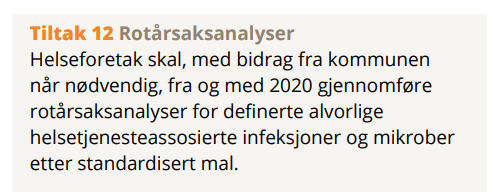 Tiltak 12 Rotårsaksanalyser
Helseforetak skal, med bidrag fra kommunen
når nødvendig, fra og med 2020 gjennomføre
rotårsaksanalyser for definerte alvorlige
helsetjenesteassosierte infeksjoner og mikrober
etter standardisert mal.